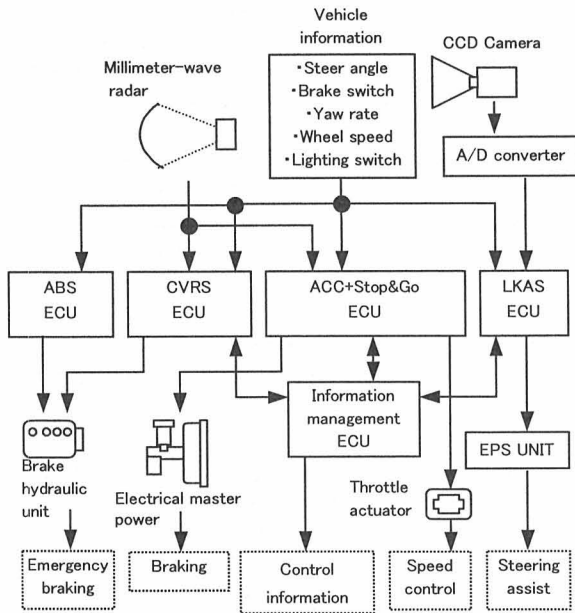 Vehicle
information
CCD Camera
Millimeter-wave
radar
・Steer angle
・Brake switch
・Yaw rate
・Wheel speed
・Lighting switch
A/D converter
ABS
ECU
CVRS
ECU
ACC+Stop&Go
ECU
LKAS
ECU
Information
management
ECU
Brake
hydraulic
unit
Electrical master
power
Throttle
actuator
EPS UNIT
Emergency
braking
Braking
Control
information
Speed
control
Steering
assist